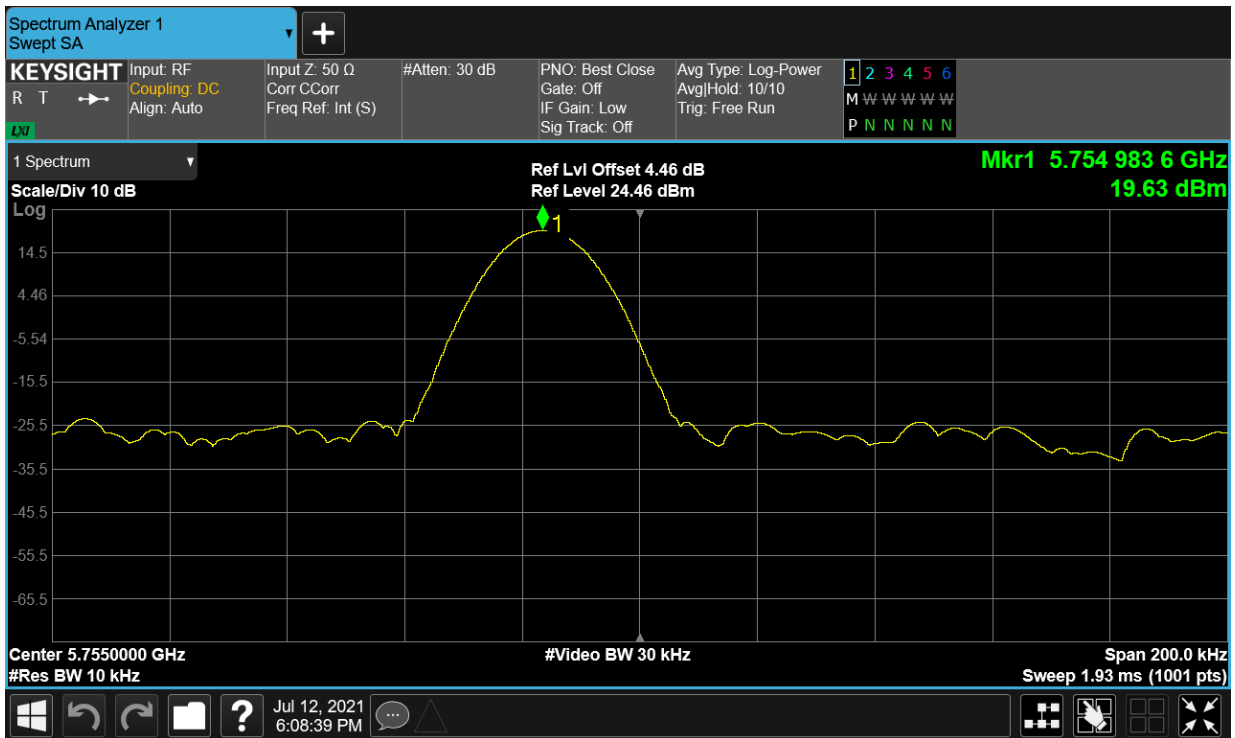 Spectrum Analyzer 1
Swept SA
▼
+
KEYSIGHT
R T
LXI
Input: RF
Coupling: DC
Align: Auto
Input Z: 50 Ω
Corr CCorr
Freq Ref: Int (S)
#Atten: 30 dB
PNO: Best Close
Gate: Off
IF Gain: Low
Sig Track: Off
Avg Type: Log-Power
Avg|Hold: 10/10
Trig: Free Run
1 2 3 4 5 6
M W W W W W
P N N N N N
1 Spectrum ▼
Scale/Div 10 dB
Log
Ref Lvl Offset 4.46 dB
Ref Level 24.46 dBm
Mkr1 5.754 983 6 GHz
19.63 dBm
1
14.5
4.46
-5.54
-15.5
-25.5
-35.5
-45.5
-55.5
-65.5
Center 5.7550000 GHz
#Res BW 10 kHz
#Video BW 30 kHz
Span 200.0 kHz
Sweep 1.93 ms (1001 pts)
?
Jul 12, 2021
6:08:39 PM